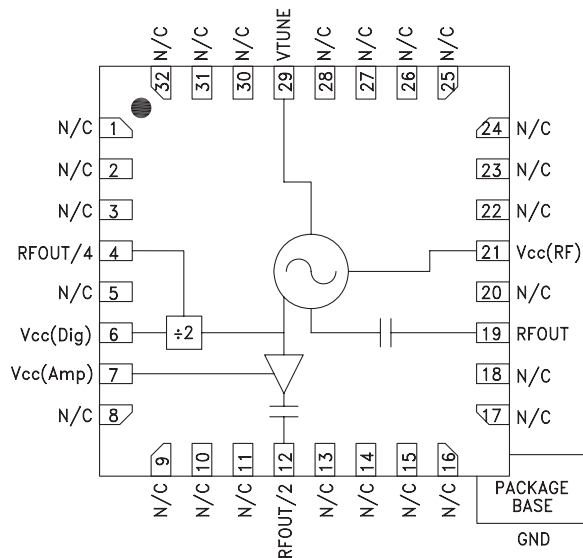 N/C N/C N/C VTUNE N/C N/C N/C N/C
32 31 30 29 28 27 26 25
N/C 1
N/C 2
N/C 3
RFOUT/4 4
N/C 5
Vcc(Dig) 6
Vcc(Amp) 7
N/C 8
÷2
24 N/C
23 N/C
22 N/C
21 Vcc(RF)
20 N/C
19 RFOUT
18 N/C
17 N/C
9 10 11 12 13 14 15 16
N/C N/C N/C RFOUT/2 N/C N/C N/C N/C
PACKAGE
BASE
GND